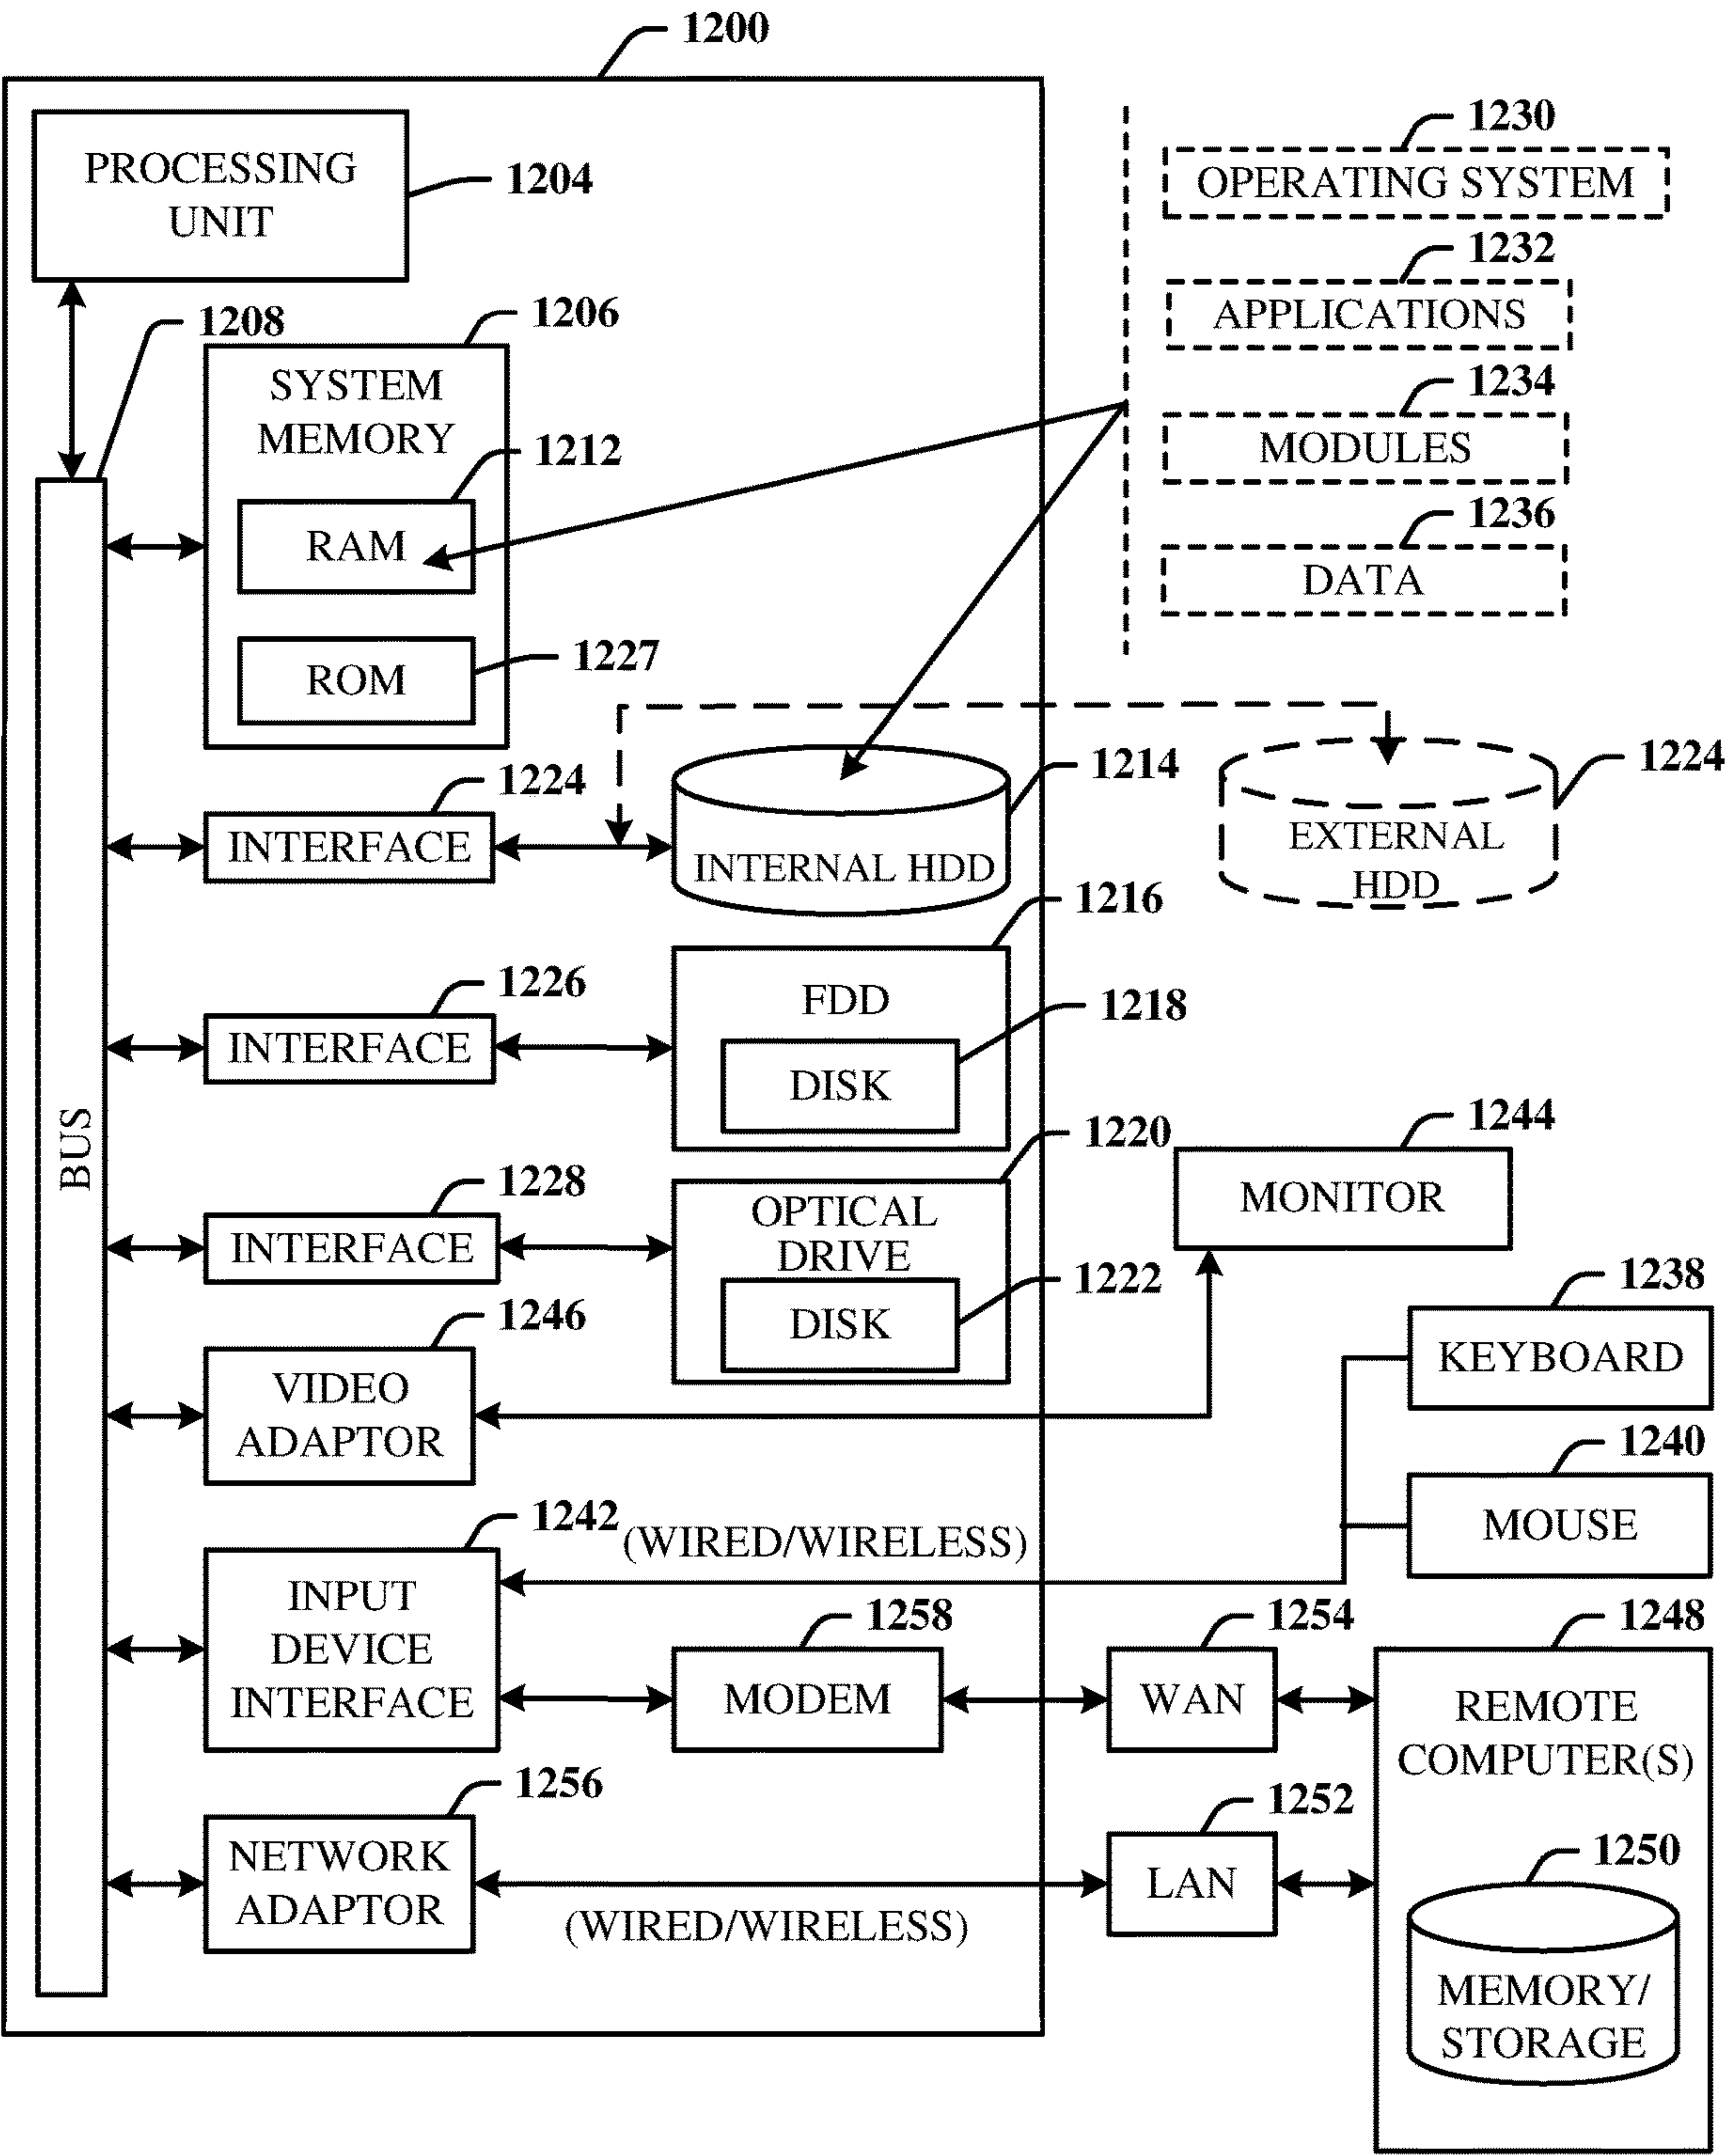 1200
PROCESSING
UNIT
1204
1230
OPERATING SYSTEM
1232
APPLICATIONS
1234
MODULES
1236
DATA
1208
1206
SYSTEM
MEMORY
1212
RAM
ROM
1227
1224
INTERFACE
INTERNAL HDD
1214
EXTERNAL
HDD
1224
1226
INTERFACE
1216
FDD
1218
DISK
BUS
1228
INTERFACE
1220
OPTICAL
DRIVE
1222
DISK
1244
MONITOR
1246
VIDEO
ADAPTOR
1238
KEYBOARD
1240
MOUSE
1242
(WIRED/WIRELESS)
INPUT
DEVICE
INTERFACE
1258
MODEM
1254
WAN
1248
REMOTE
COMPUTER(S)
1256
NETWORK
ADAPTOR
(WIRED/WIRELESS)
1252
LAN
1250
MEMORY/
STORAGE